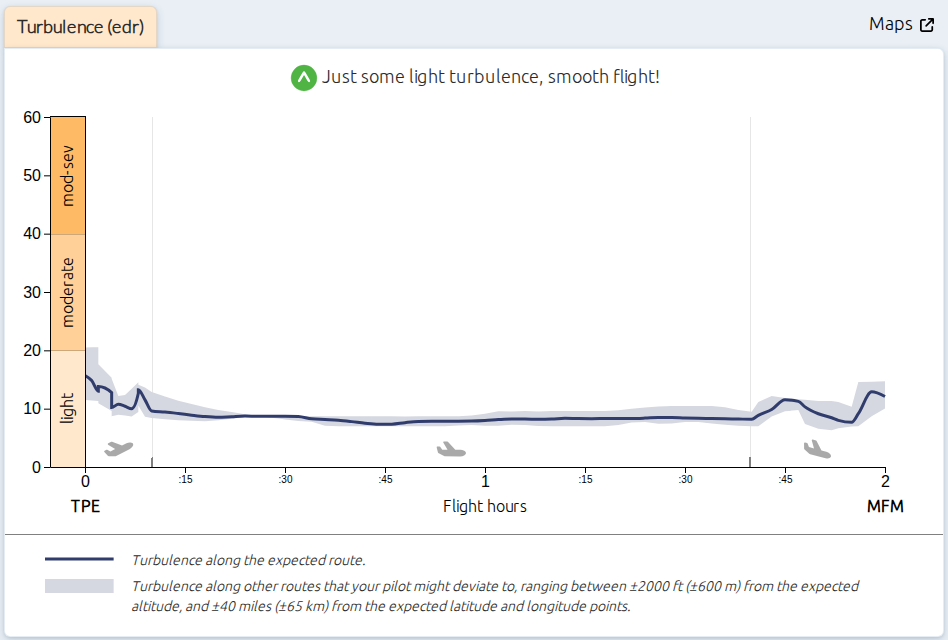 Turbulence (edr)
Maps
Just some light turbulence, smooth flight!
60
50
40
30
20
10
0
mod-sev
moderate
light
0 :15 :30 :45 1 :15 :30 :45 2
TPE Flight hours MFM
Turbulence along the expected route.
Turbulence along other routes that your pilot might deviate to, ranging between ±2000 ft (±600 m) from the expected
altitude, and ±40 miles (±65 km) from the expected latitude and longitude points.